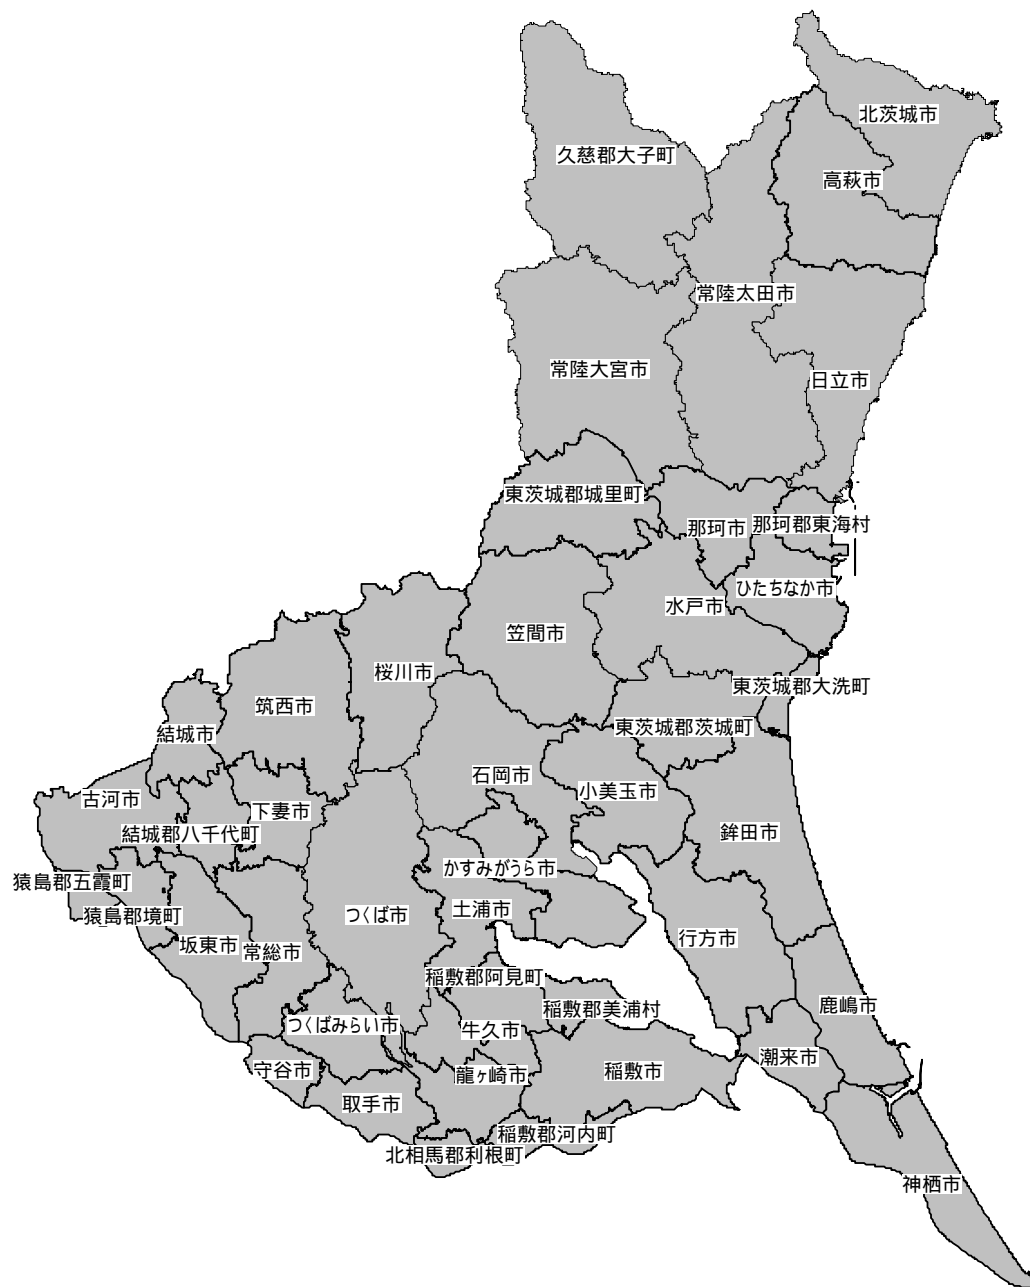 北茨城市
久慈郡大子町
高萩市
常陸太田市
常陸大宮市
日立市
東茨城郡城里町
那珂市
那珂郡東海村
ひたちなか市
水戸市
笠間市
桜川市
東茨城郡大洗町
筑西市
東茨城郡茨城町
結城市
石岡市
小美玉市
古河市
下妻市
鉾田市
結城郡八千代町
かすみがうら市
猿島郡五霞町
土浦市
つくば市
猿島郡境町
行方市
坂東市
常総市
稲敷郡阿見町
稲敷郡美浦村
鹿嶋市
つくばみらい市
牛久市
潮来市
守谷市
龍ヶ崎市
稲敷市
取手市
稲敷郡河内町
北相馬郡利根町
神栖市